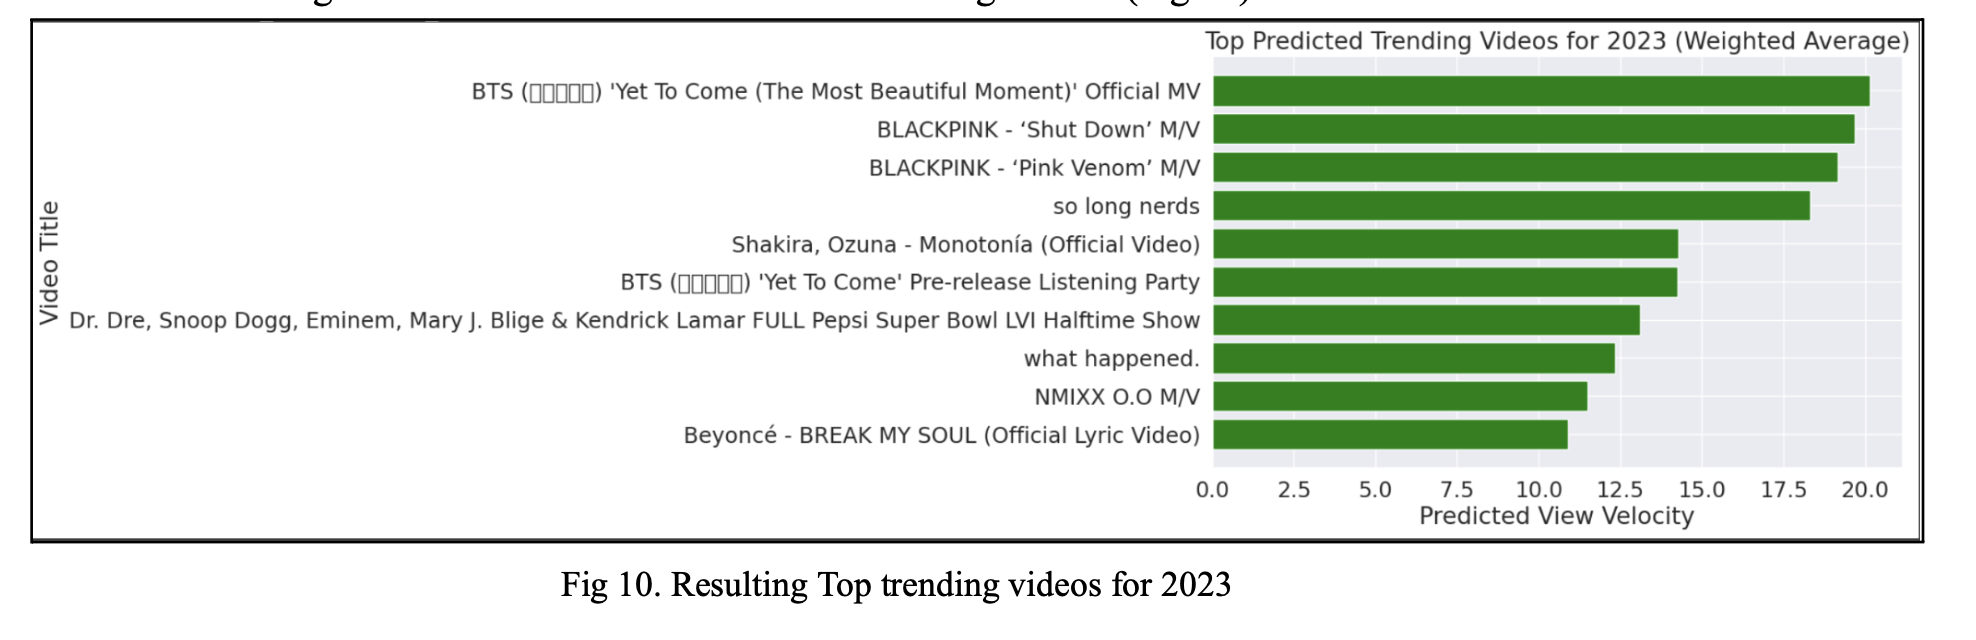 Top Predicted Trending Videos for 2023 (Weighted Average)
Video Title
BTS (▯▯▯▯▯) 'Yet To Come (The Most Beautiful Moment)' Official MV
BLACKPINK - ‘Shut Down’ M/V
BLACKPINK - ‘Pink Venom’ M/V
so long nerds
Shakira, Ozuna - Monotonía (Official Video)
BTS (▯▯▯▯▯) 'Yet To Come' Pre-release Listening Party
Dr. Dre, Snoop Dogg, Eminem, Mary J. Blige & Kendrick Lamar FULL Pepsi Super Bowl LVI Halftime Show
what happened.
NMIXX O.O M/V
Beyoncé - BREAK MY SOUL (Official Lyric Video)
0.0 2.5 5.0 7.5 10.0 12.5 15.0 17.5 20.0
Predicted View Velocity
Fig 10. Resulting Top trending videos for 2023